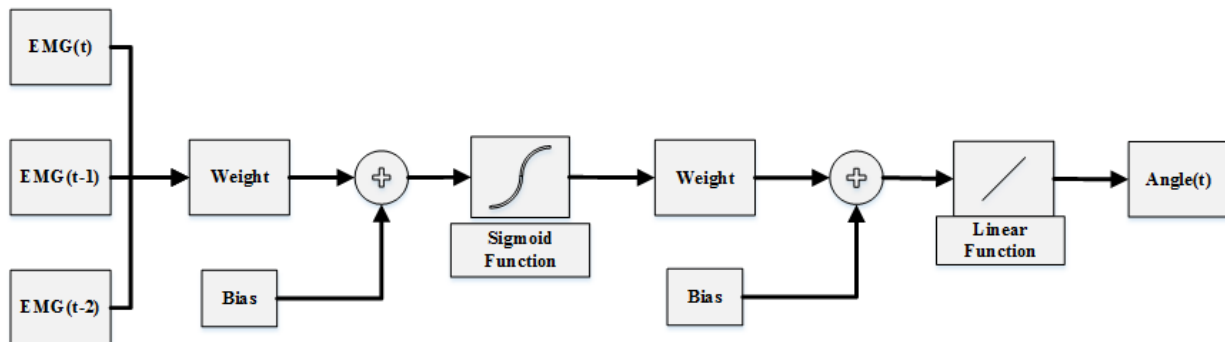 EMG(t)
EMG(t-1)
EMG(t-2)
Weight
Bias
Sigmoid
Function
Weight
Bias
Linear
Function
Angle(t)